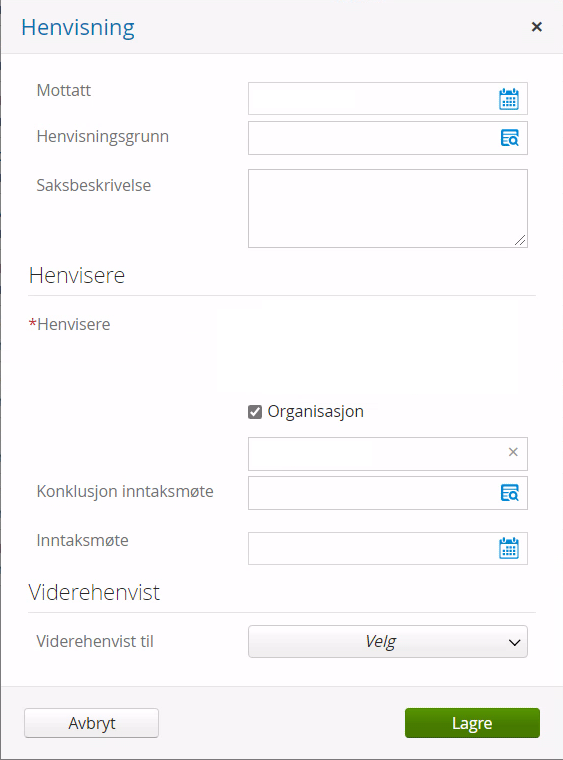 Henvisning
Mottatt
Henvisningsgrunn
Saksbeskrivelse
Henvisere
*Henvisere
Organisasjon
Konklusjon inntaksmøte
Inntaksmøte
Viderehenvist
Viderehenvist til
Velg
Avbryt
Lagre